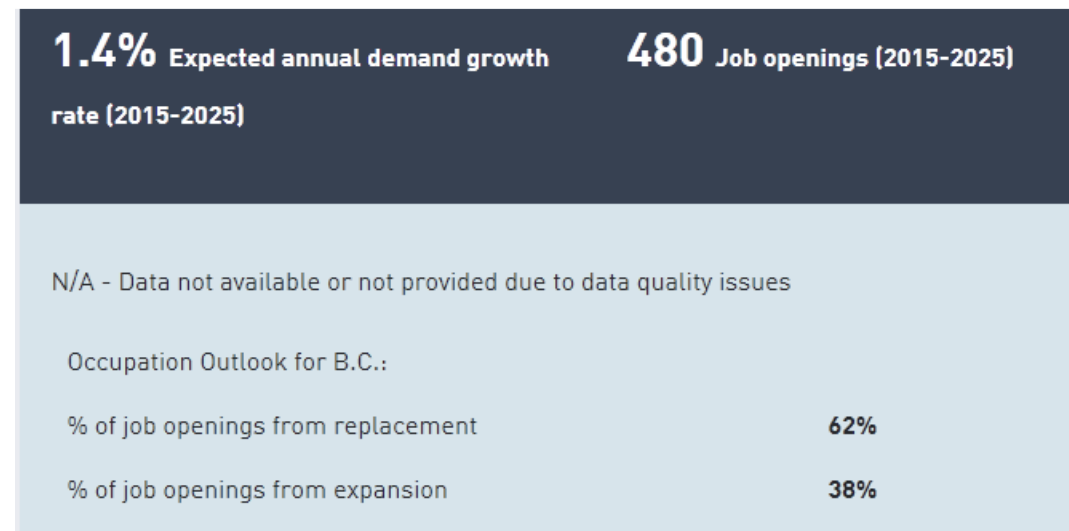 1.4% Expected annual demand growth
rate (2015-2025)
480 Job openings (2015-2025)
N/A - Data not available or not provided due to data quality issues
Occupation Outlook for B.C.:
% of job openings from replacement 62%
% of job openings from expansion 38%